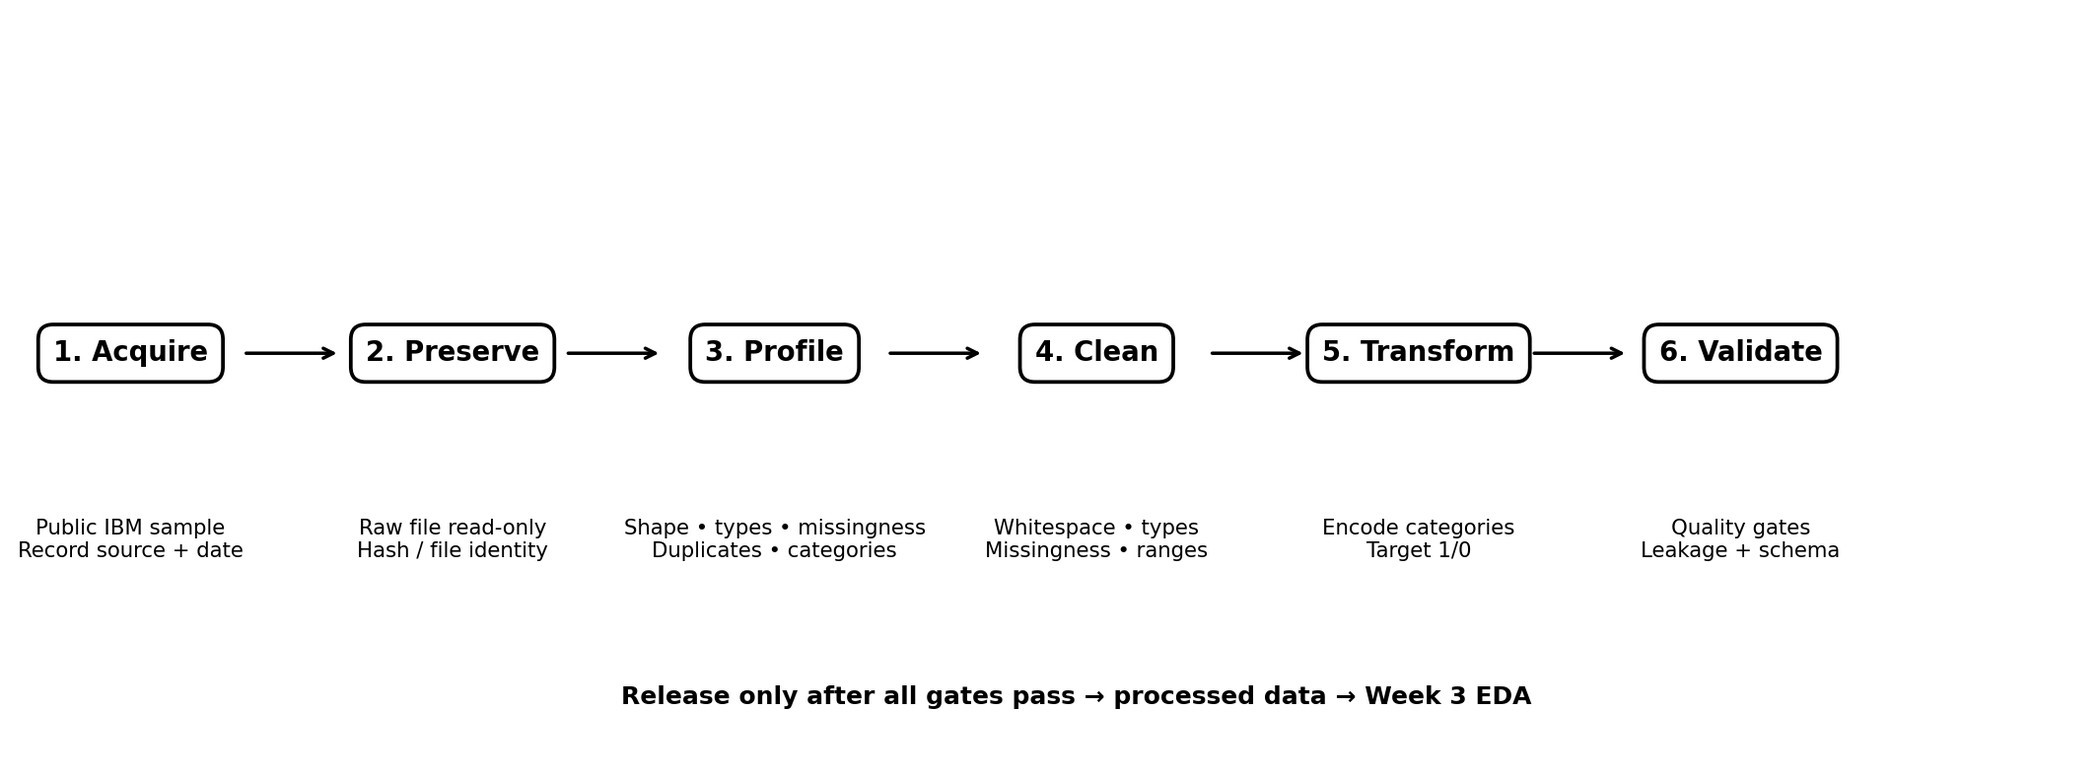 1. Acquire
2. Preserve
3. Profile
4. Clean
5. Transform
6. Validate
Public IBM sample
Record source + date
Raw file read-only
Hash / file identity
Shape • types • missingness
Duplicates • categories
Whitespace • types
Missingness • ranges
Encode categories
Target 1/0
Quality gates
Leakage + schema
Release only after all gates pass → processed data → Week 3 EDA